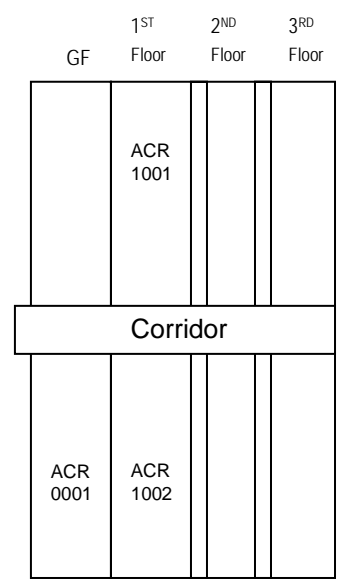 GF
1ST Floor
2ND Floor
3RD Floor
ACR
1001
Corridor
ACR
0001
ACR
1002